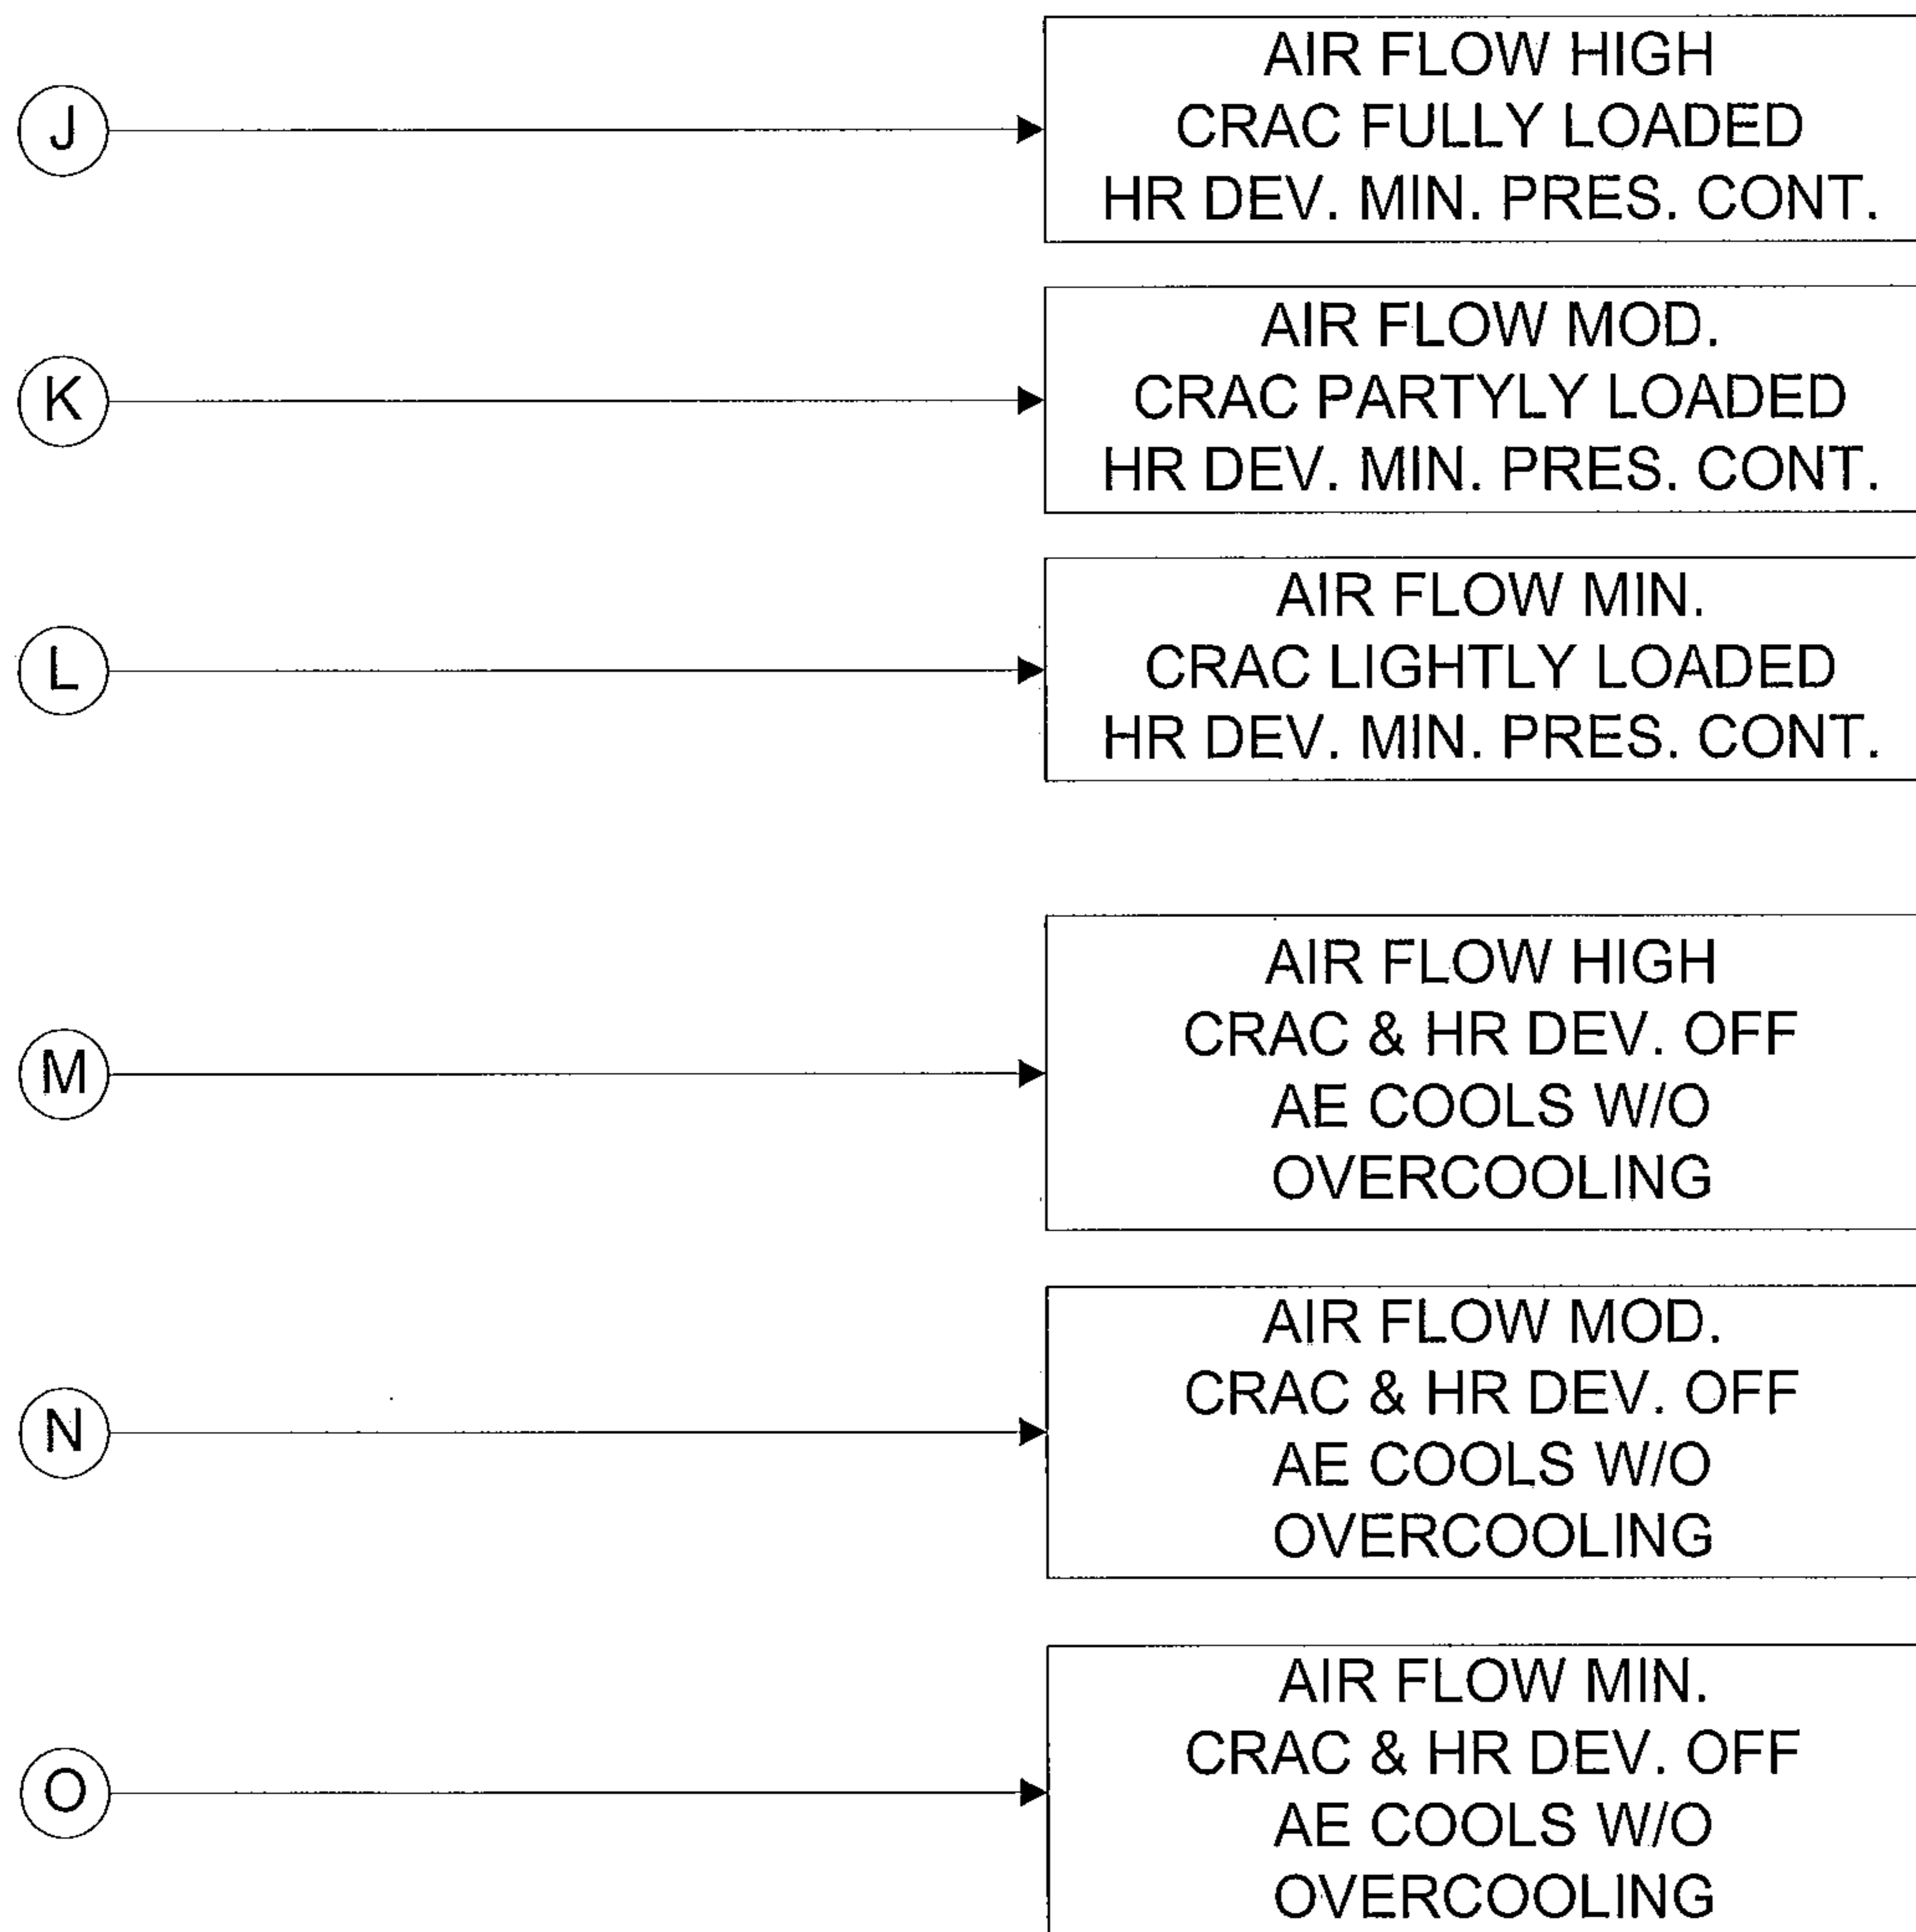 J
AIR FLOW HIGH
CRAC FULLY LOADED
HR DEV. MIN. PRES. CONT.
K
AIR FLOW MOD.
CRAC PARTYLY LOADED
HR DEV. MIN. PRES. CONT.
L
AIR FLOW MIN.
CRAC LIGHTLY LOADED
HR DEV. MIN. PRES. CONT.
M
AIR FLOW HIGH
CRAC & HR DEV. OFF
AE COOLS W/O
OVERCOOLING
N
AIR FLOW MOD.
CRAC & HR DEV. OFF
AE COOLS W/O
OVERCOOLING
O
AIR FLOW MIN.
CRAC & HR DEV. OFF
AE COOLS W/O
OVERCOOLING